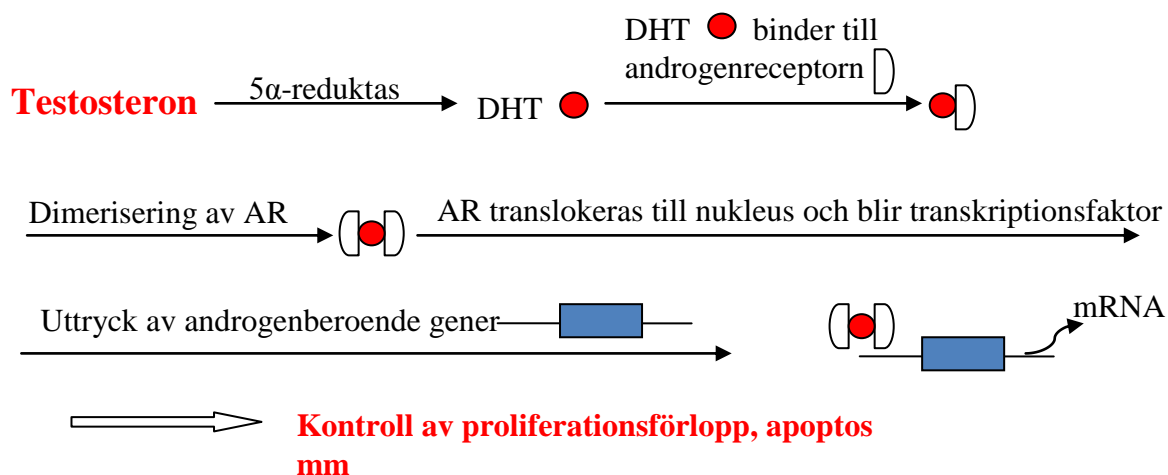 DHT binder till
androgenreceptorn
Testosteron
5α-reduktas
DHT
Dimerisering av AR
AR translokeras till nukleus och blir transkriptionsfaktor
Uttryck av androgenberoende gener
mRNA
Kontroll av proliferationsförlopp, apoptos
mm